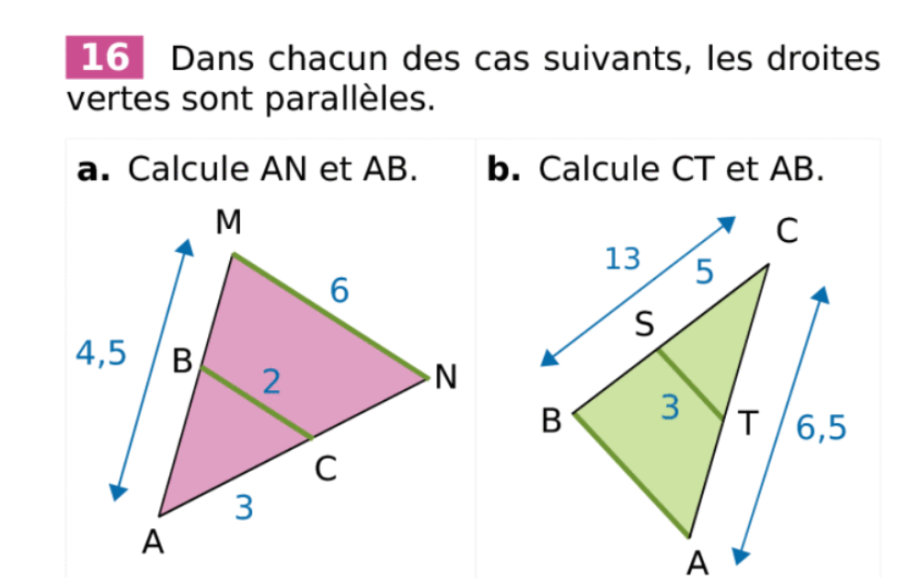 16 Dans chacun des cas suivants, les droites
vertes sont parallèles.
a. Calcule AN et AB.
M
6
4,5
B
2
N
C
3
A
b. Calcule CT et AB.
C
13
5
S
B
3
T
6,5
A